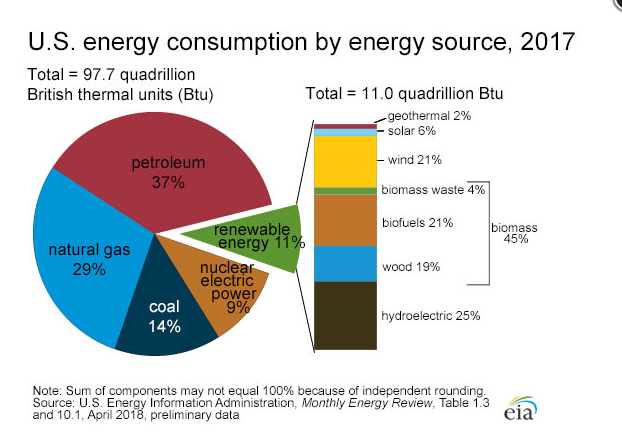 U.S. energy consumption by energy source, 2017
Total = 97.7 quadrillion
British thermal units (Btu)
Total = 11.0 quadrillion Btu
petroleum
37%
natural gas
29%
coal
14%
nuclear
electric
power
9%
renewable
energy 11%
geothermal 2%
solar 6%
wind 21%
biomass waste 4%
biofuels 21%
wood 19%
biomass
45%
hydroelectric 25%
Note: Sum of components may not equal 100% because of independent rounding.
Source: U.S. Energy Information Administration, Monthly Energy Review, Table 1.3
and 10.1, April 2018, preliminary data
eia